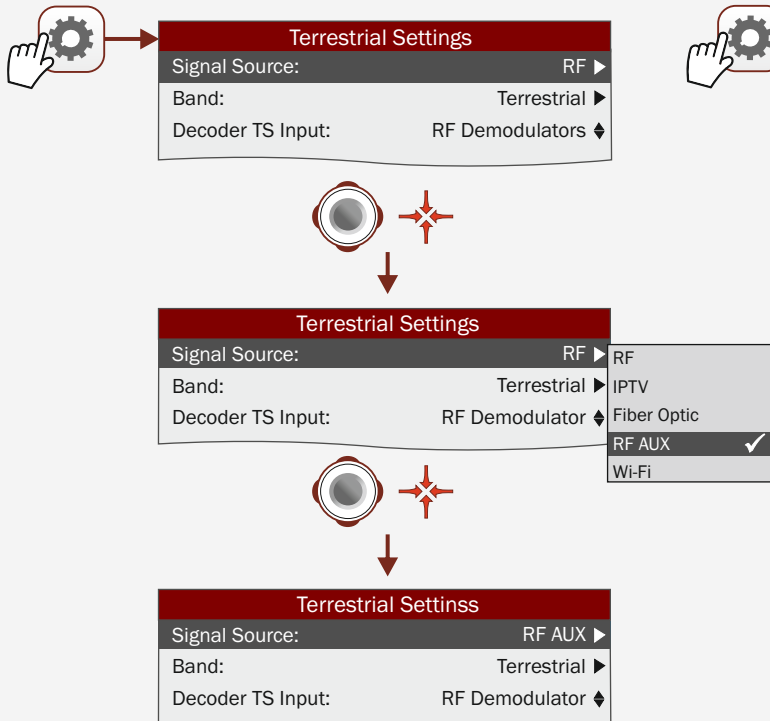 Terrestrial Settings
Signal Source: RF
Band: Terrestrial
Decoder TS Input: RF Demodulators
Terrestrial Settings
Signal Source: RF
Band: Terrestrial
Decoder TS Input: RF Demodulator
RF
IPTV
Fiber Optic
RF AUX
Wi-Fi
Terrestrial Settinss
Signal Source: RF AUX
Band: Terrestrial
Decoder TS Input: RF Demodulator